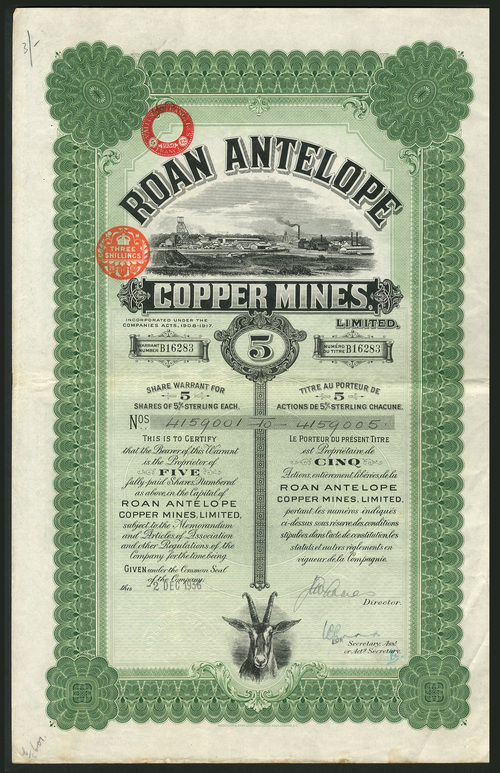 3/-
ROAN ANTELOPE
THREE
SHILLINGS
COPPER MINES,
LIMITED.
INCORPORATED UNDER THE
COMPANIES ACTS, 1908-1917.
WARRANT
NUMBER B16283
5
NUMÉRO
DU TITRE B16283
SHARE WARRANT FOR
5
SHARES OF 5/- STERLING EACH.
TITRE AU PORTEUR DE
5
ACTIONS DE 5/- STERLING CHACUNE.
Nos 4159001 to 4159005
THIS IS TO CERTIFY
that the Bearer of this Warrant
is the Proprietor of
FIVE
fully-paid Shares, Numbered
as above, in the Capital of
ROAN ANTELOPE
COPPER MINES, LIMITED,
subject to the Memorandum
and Articles of Association
and other Regulations of the
Company for the time being.
GIVEN under the Common Seal
of the Company,
this 2 DEC 1936
LE PORTEUR DU PRÉSENT TITRE
est Propriétaire de
CINQ
Actions, entièrement libérées, de la
ROAN ANTELOPE
COPPER MINES, LIMITED,
portant les numéros indiqués
ci-dessus sous réserve des conditions
stipulées dans l'acte de constitution, les
statuts et autres règlements en
vigueur de la Compagnie.
Director.
Secretary, Asst.
or Actg. Secretary.